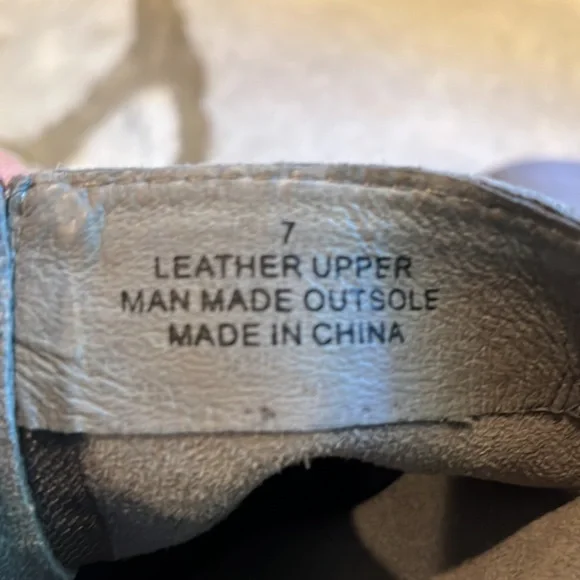 7
LEATHER UPPER
MAN MADE OUTSOLE
MADE IN CHINA